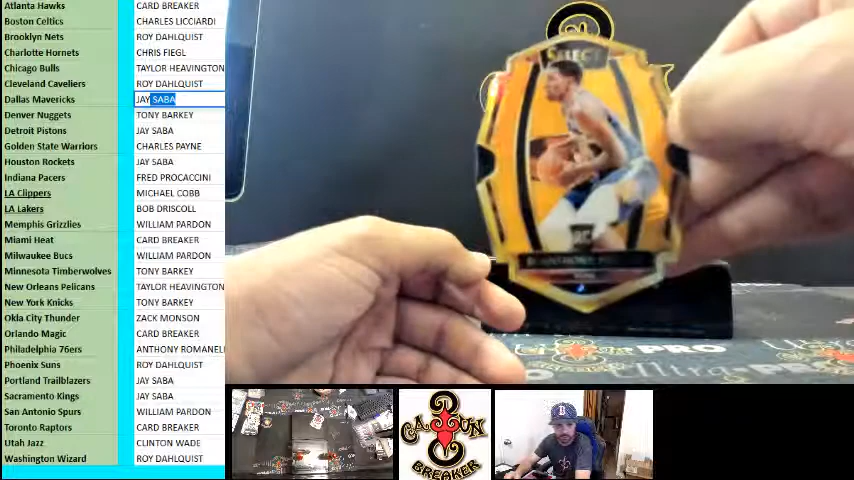 Atlanta Hawks CARD BREAKER
Boston Celtics CHARLES LICCIARDI
Brooklyn Nets ROY DAHLQUIST
Charlotte Hornets CHRIS FIEGL
Chicago Bulls TAYLOR HEAVINGTON
Cleveland Cavaliers ROY DAHLQUIST
Dallas Mavericks JAY SABA
Denver Nuggets TONY BARKEY
Detroit Pistons JAY SABA
Golden State Warriors CHARLES PAYNE
Houston Rockets JAY SABA
Indiana Pacers FRED PROCACCINI
LA Clippers MICHAEL COBB
LA Lakers BOB DRISCOLL
Memphis Grizzlies WILLIAM PARDON
Miami Heat CARD BREAKER
Milwaukee Bucs WILLIAM PARDON
Minnesota Timberwolves TONY BARKEY
New Orleans Pelicans TAYLOR HEAVINGTON
New York Knicks TONY BARKEY
Okla City Thunder ZACK MONSON
Orlando Magic CARD BREAKER
Philadelphia 76ers ANTHONY ROMANEL
Phoenix Suns ROY DAHLQUIST
Portland Trailblazers JAY SABA
Sacramento Kings JAY SABA
San Antonio Spurs WILLIAM PARDON
Toronto Raptors CARD BREAKER
Utah Jazz CLINTON WADE
Washington Wizard ROY DAHLQUIST
SELECT
RC
PRO
Ultra-PRO
CAJUN
BREAKER